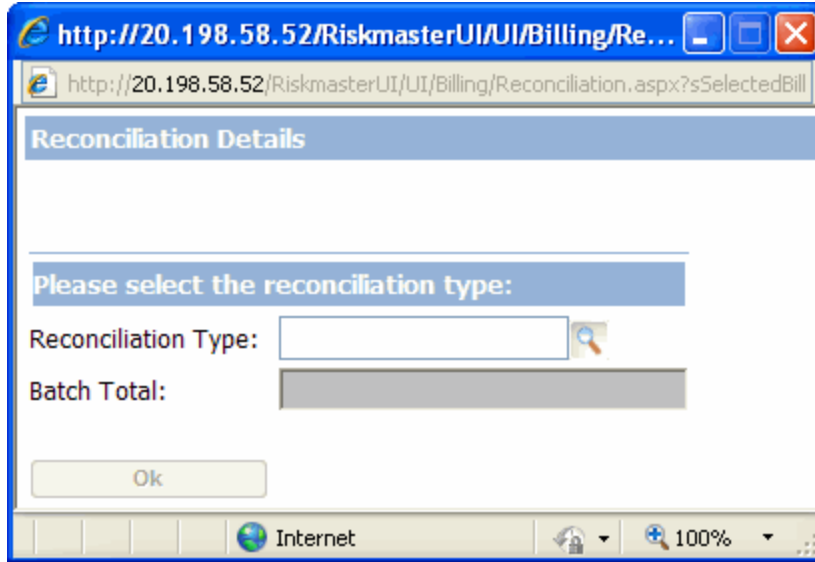 http://20.198.58.52/RiskmasterUI/UI/Billing/Re...
http://20.198.58.52/RiskmasterUI/UI/Billing/Reconciliation.aspx?sSelectedBill
Reconciliation Details
Please select the reconciliation type:
Reconciliation Type:
Batch Total:
Ok
Internet 100%